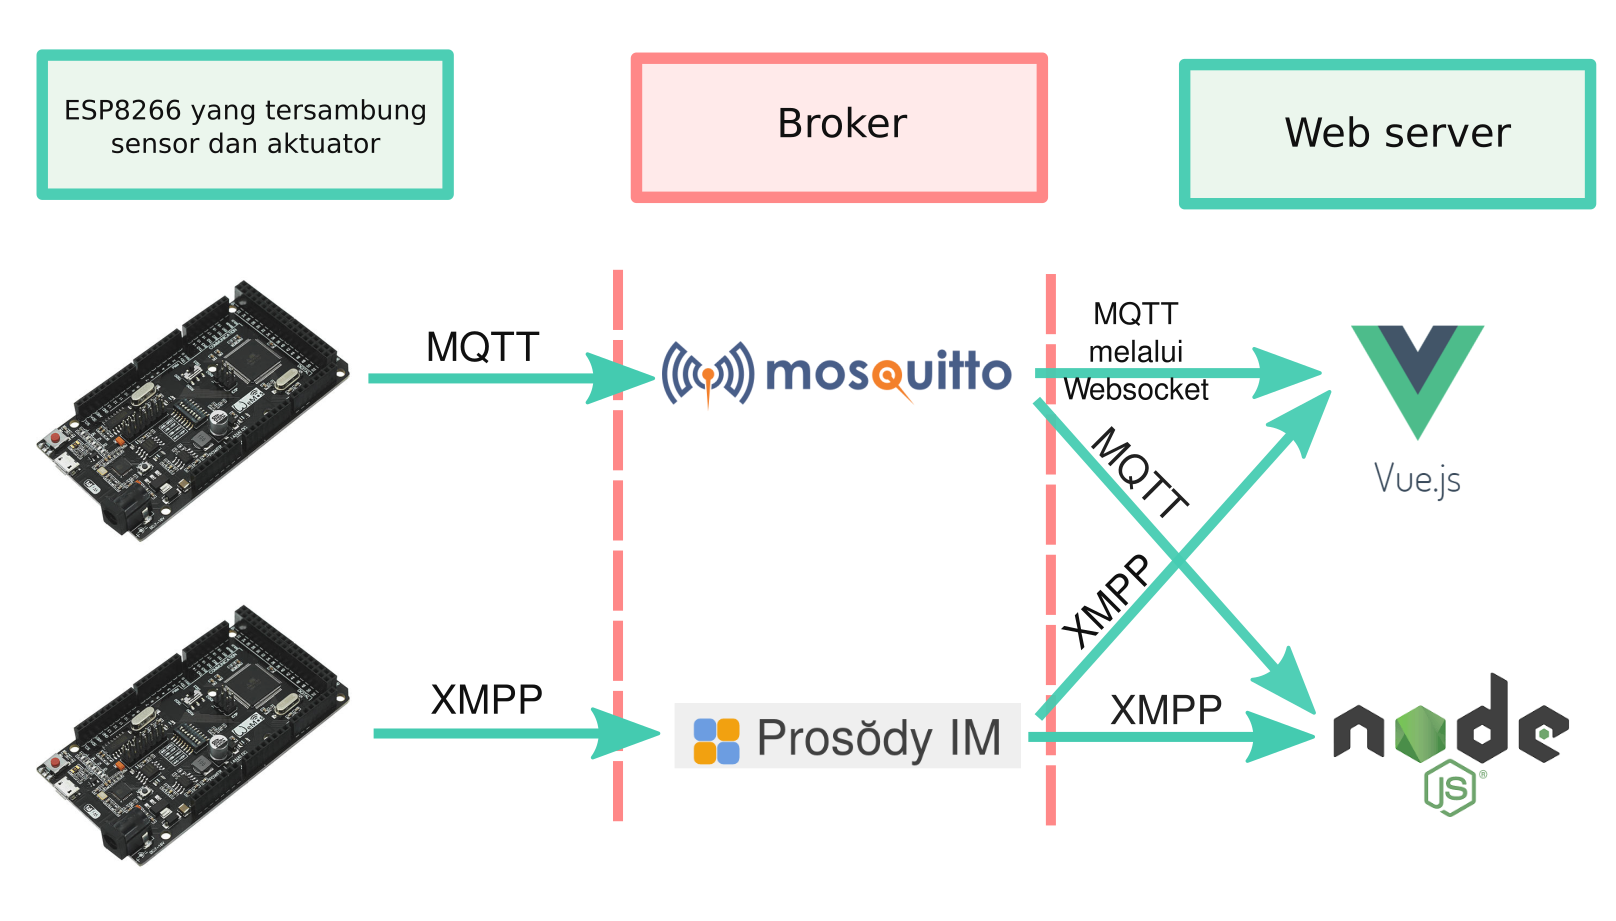 ESP8266 yang tersambung
sensor dan aktuator
Broker
Web server
MQTT
mosquitto
MQTT
melalui
Websocket
MQTT
XMPP
Vue.js
XMPP
Prosŏdy IM
XMPP
node
JS®